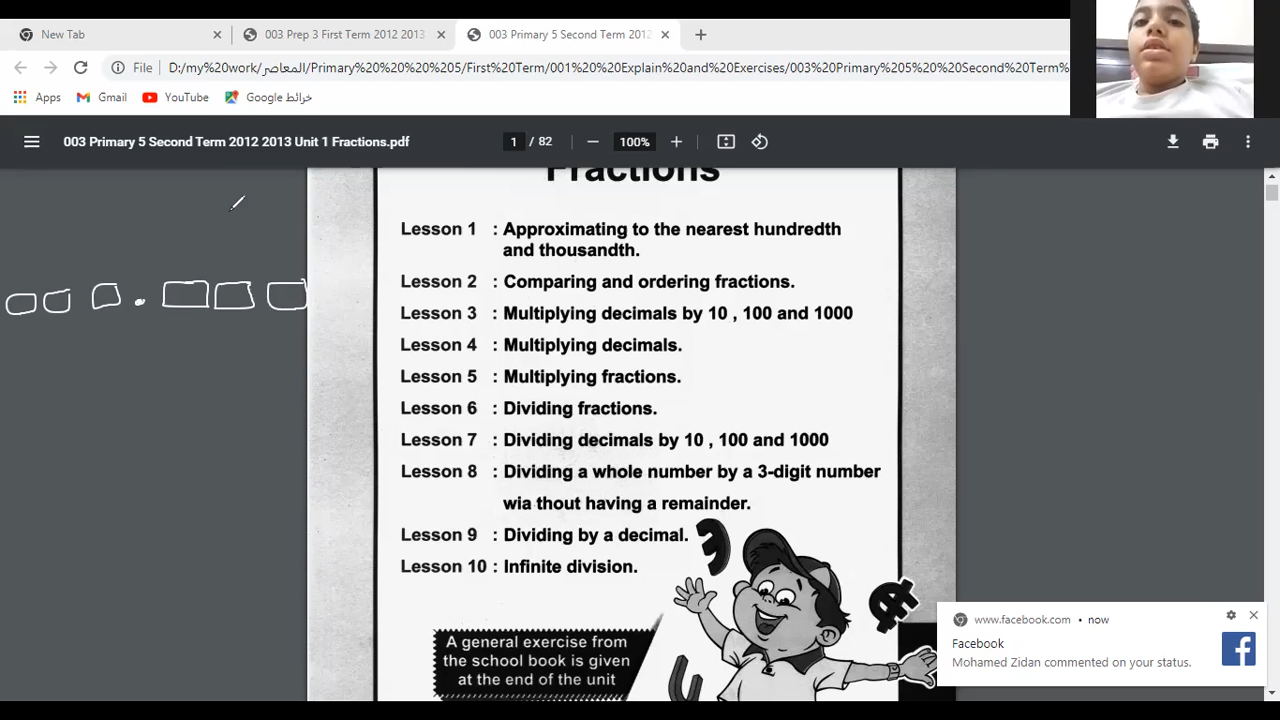 New Tab
003 Prep 3 First Term 2012 2013
003 Primary 5 Second Term 2012
File
D:/my%20work/المعاصر/Primary%20%20%20%205/First%20Term/001%20%20Explain%20and%20Exercises/003%20Primary%205%20%20Second%20Term%
Apps
Gmail
YouTube
خرائط Google
003 Primary 5 Second Term 2012 2013 Unit 1 Fractions.pdf
1 / 82
100%
Fractions
Lesson 1 : Approximating to the nearest hundredth
and thousandth.
Lesson 2 : Comparing and ordering fractions.
Lesson 3 : Multiplying decimals by 10 , 100 and 1000
Lesson 4 : Multiplying decimals.
Lesson 5 : Multiplying fractions.
Lesson 6 : Dividing fractions.
Lesson 7 : Dividing decimals by 10 , 100 and 1000
Lesson 8 : Dividing a whole number by a 3-digit number
wia thout having a remainder.
Lesson 9 : Dividing by a decimal.
Lesson 10 : Infinite division.
A general exercise from
the school book is given
at the end of the unit
www.facebook.com • now
Facebook
Mohamed Zidan commented on your status.